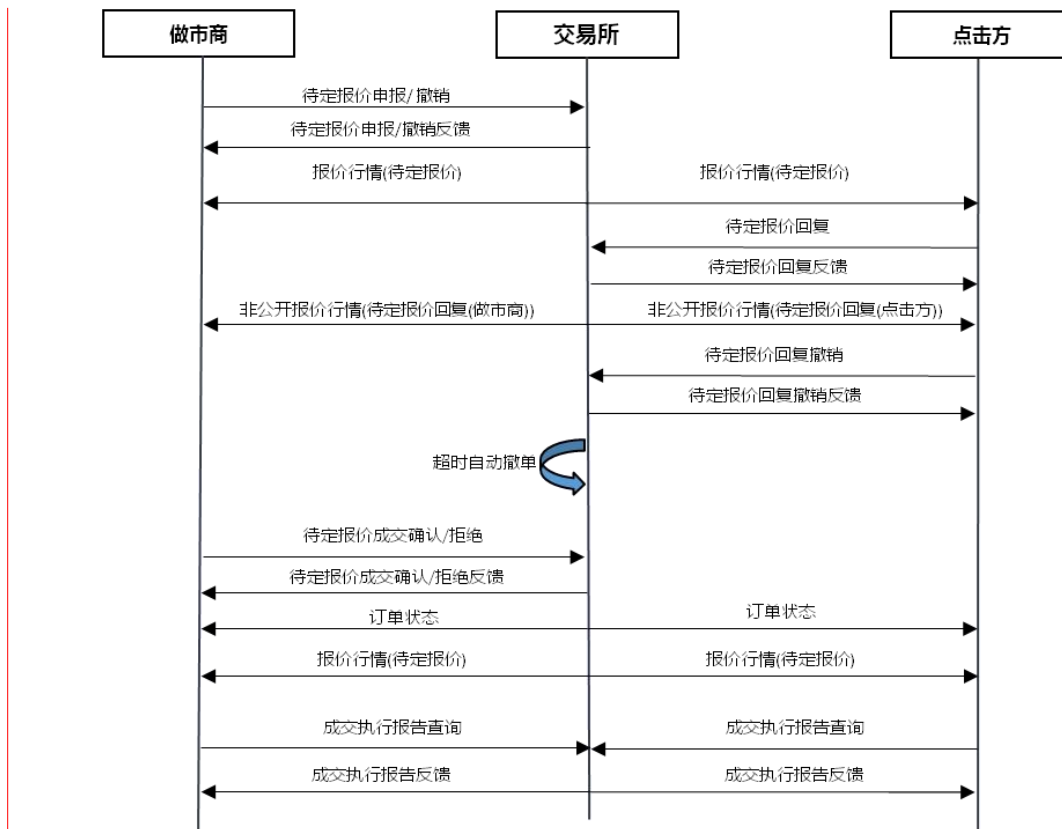 做市商
交易所
点击方
待定报价申报/ 撤销
待定报价申报/撤销反馈
报价行情(待定报价)
报价行情(待定报价)
待定报价回复
待定报价回复反馈
非公开报价行情(待定报价回复(做市商))
非公开报价行情(待定报价回复(点击方))
待定报价回复撤销
待定报价回复撤销反馈
超时自动撤单
待定报价成交确认/拒绝
待定报价成交确认/拒绝反馈
订单状态
订单状态
报价行情(待定报价)
报价行情(待定报价)
成交执行报告查询
成交执行报告查询
成交执行报告反馈
成交执行报告反馈